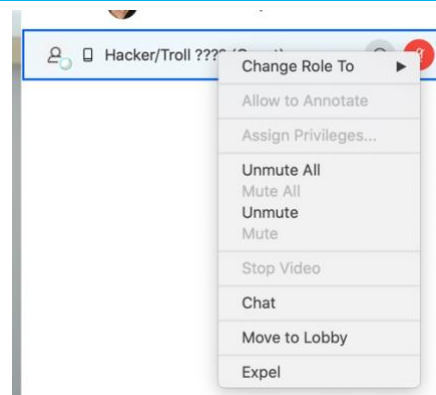 Hacker/Troll ????
Change Role To
Allow to Annotate
Assign Privileges...
Unmute All
Mute All
Unmute
Mute
Stop Video
Chat
Move to Lobby
Expel